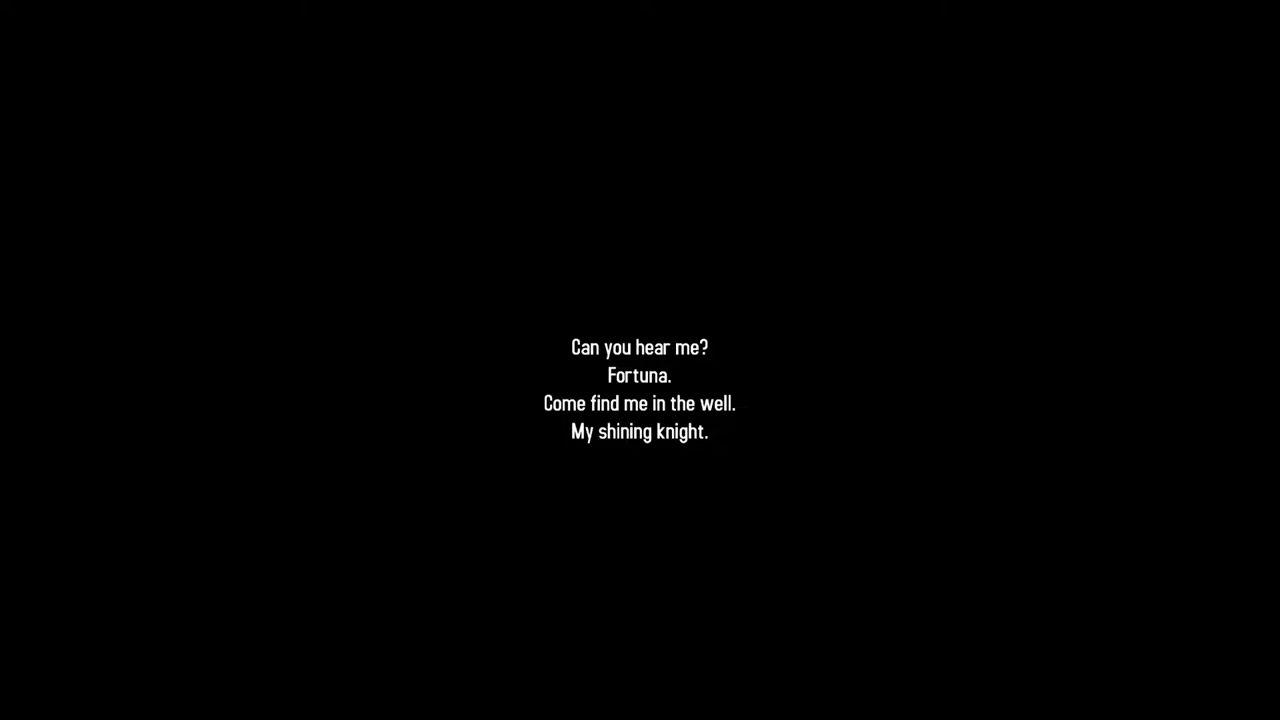 Can you hear me?
Fortuna.
Come find me in the well.
My shining knight.